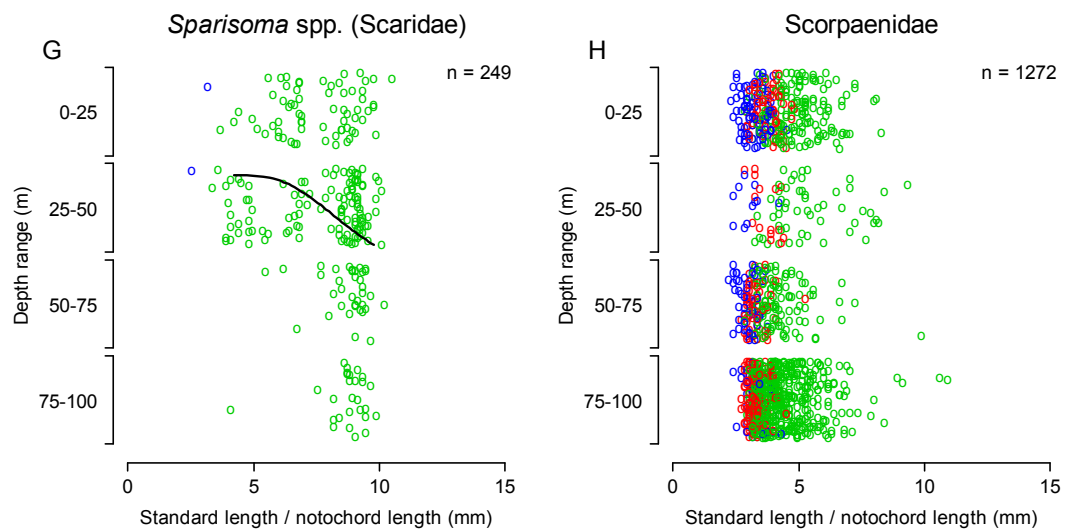 Sparisoma spp. (Scaridae)
G
n = 249
0-25
25-50
50-75
75-100
Depth range (m)
0
5
10
15
Standard length / notochord length (mm)
Scorpaenidae
H
n = 1272
0-25
25-50
50-75
75-100
Depth range (m)
0
5
10
15
Standard length / notochord length (mm)